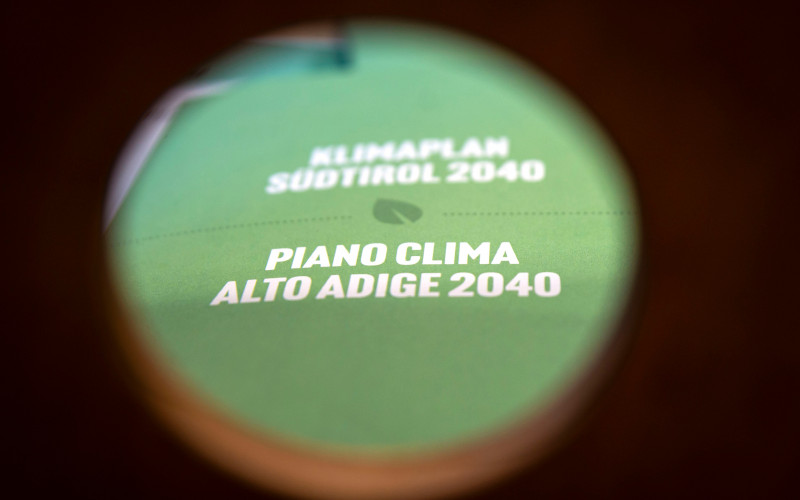 KLIMAPLAN
SÜDTIROL 2040
PIANO CLIMA
ALTO ADIGE 2040